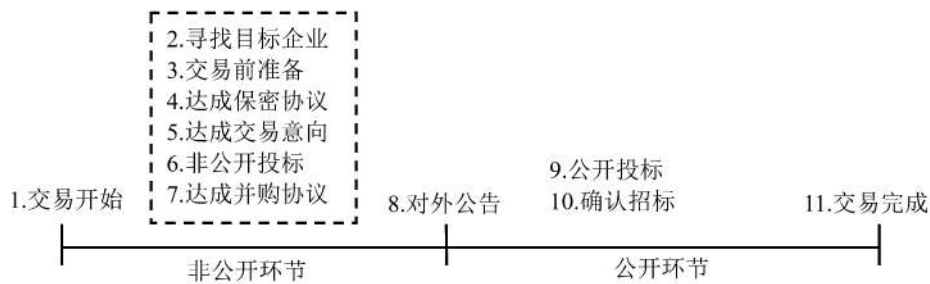 2.寻找目标企业
3.交易前准备
4.达成保密协议
5.达成交易意向
6.非公开投标
7.达成并购协议
1.交易开始
8.对外公告
9.公开投标
10.确认招标
11.交易完成
非公开环节
公开环节